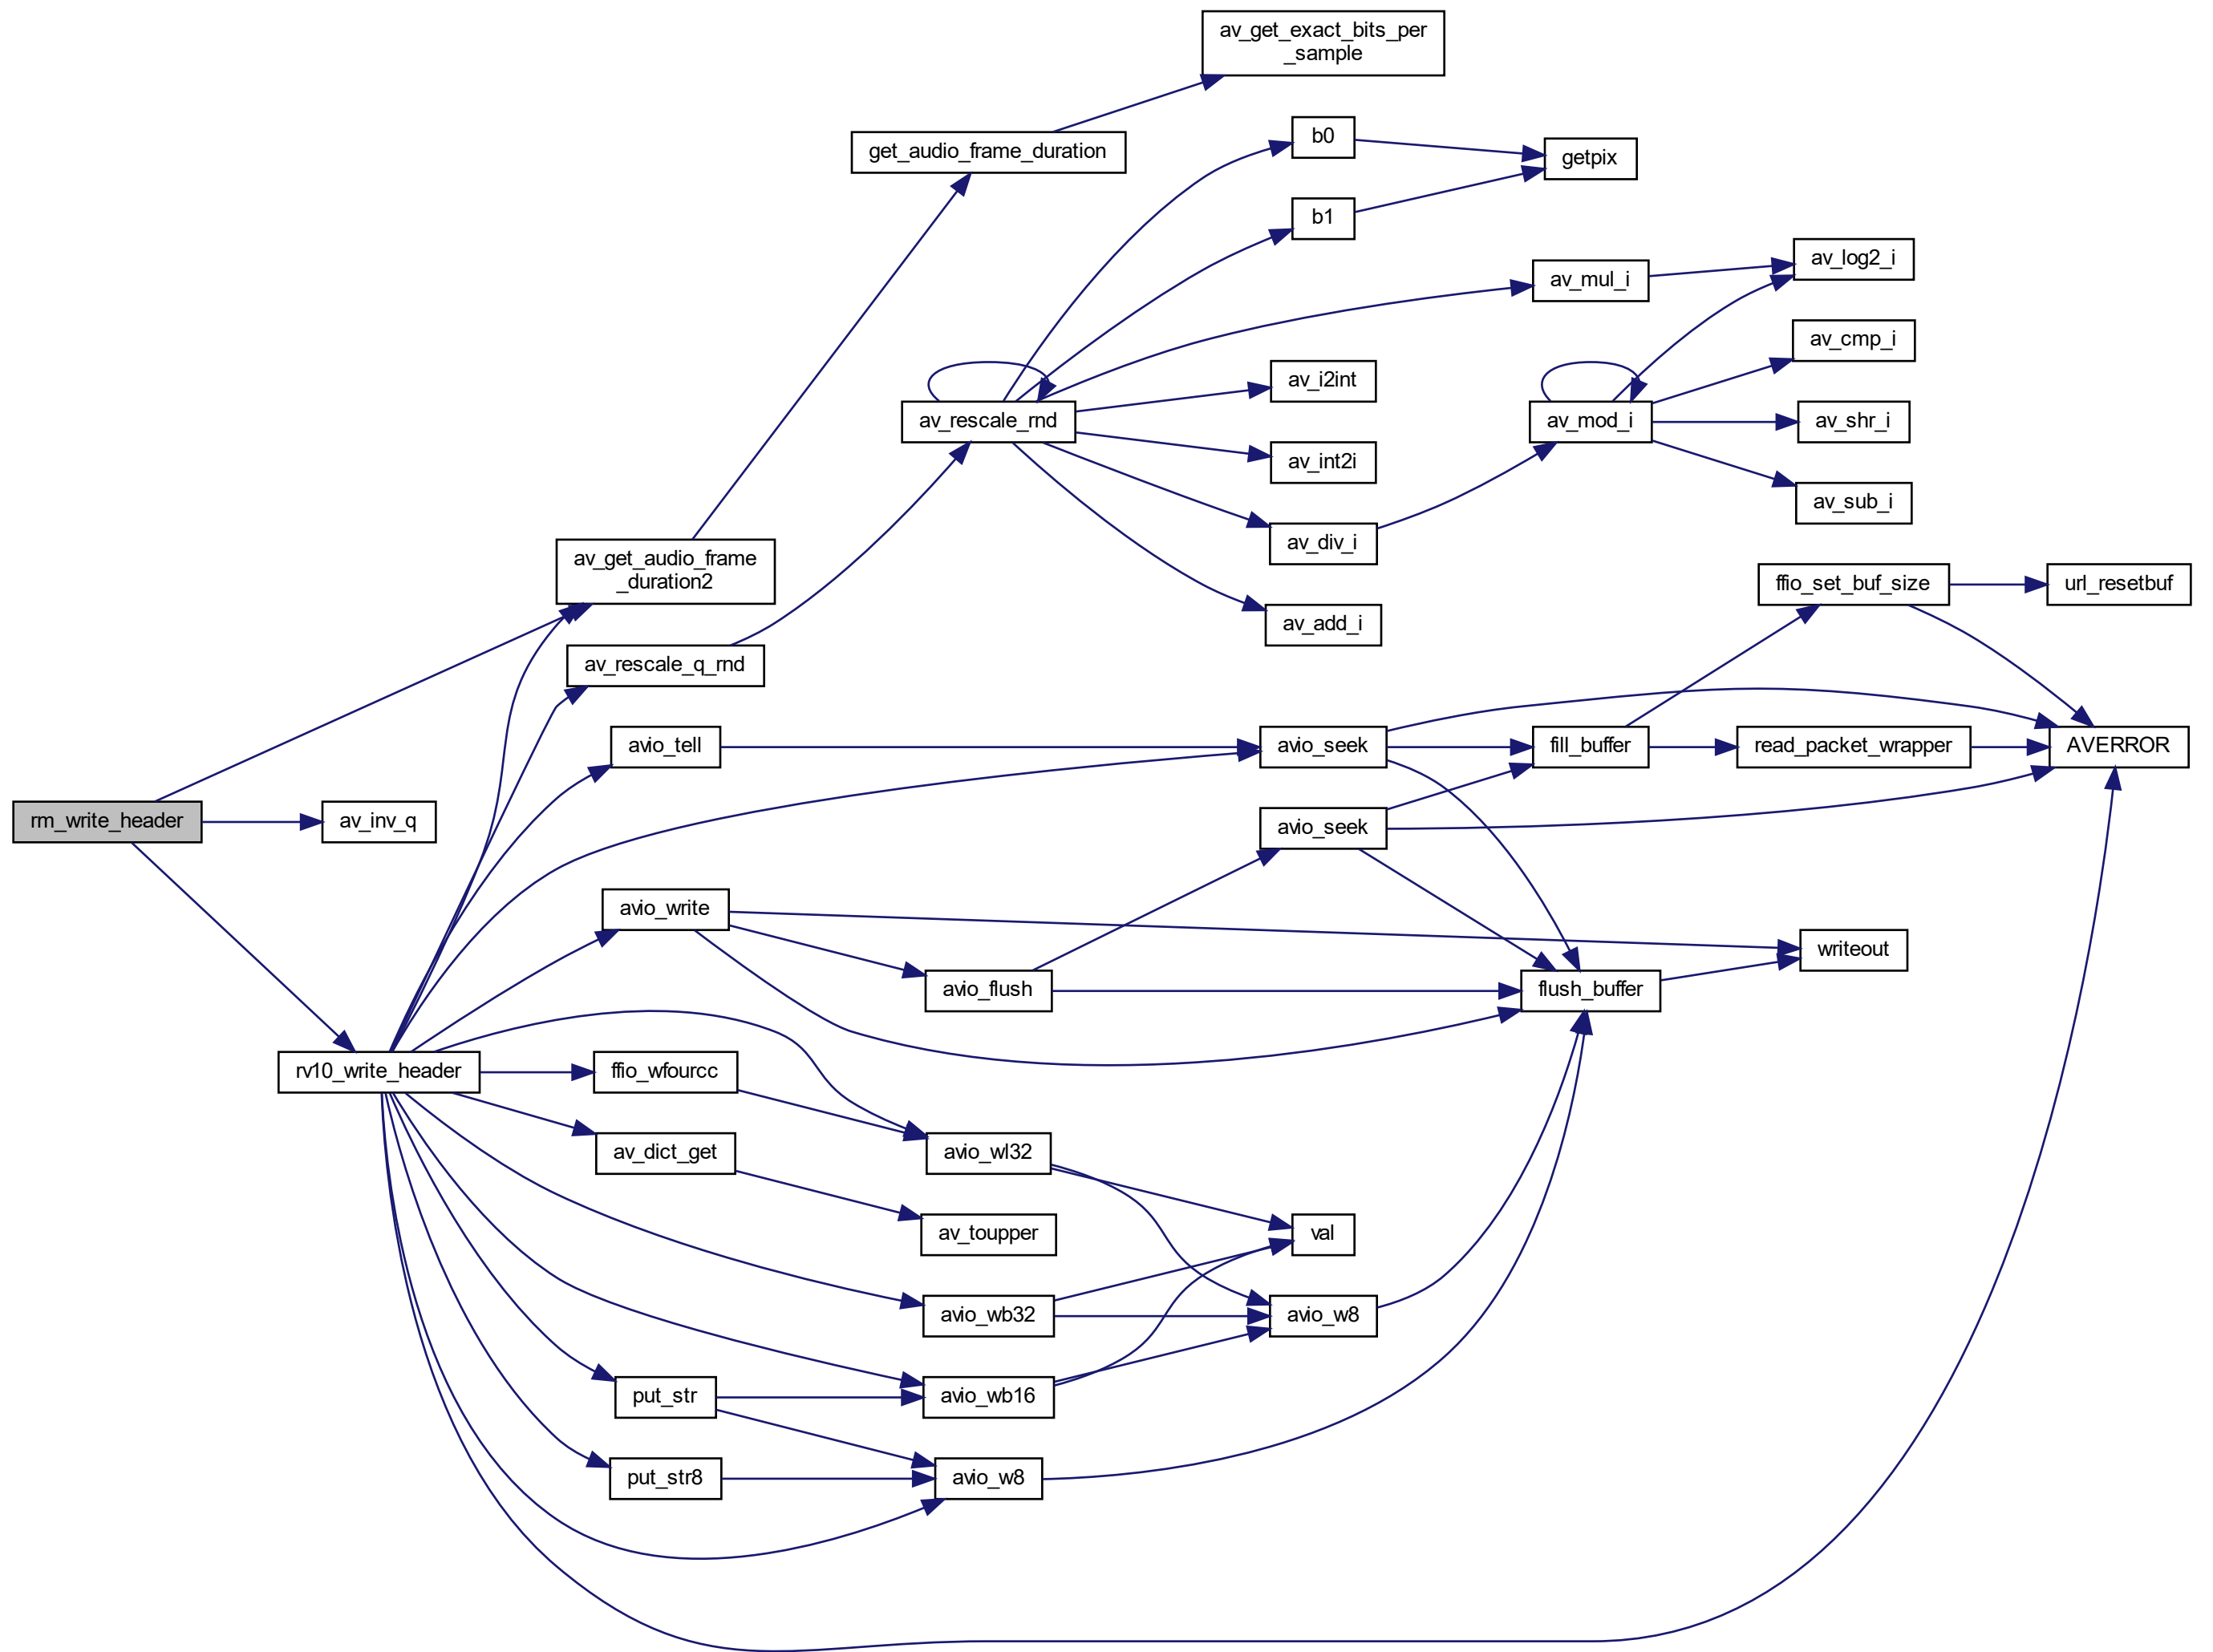 av_get_exact_bits_per
_sample
b0
get_audio_frame_duration
getpix
b1
av_log2_i
av_mul_i
av_cmp_i
av_i2int
av_rescale_rnd
av_mod_i
av_shr_i
av_int2i
av_sub_i
av_div_i
av_get_audio_frame
_duration2
ffio_set_buf_size
url_resetbuf
av_add_i
av_rescale_q_rnd
avio_tell
avio_seek
fill_buffer
read_packet_wrapper
AVERROR
rm_write_header
av_inv_q
avio_seek
avio_write
writeout
avio_flush
flush_buffer
rv10_write_header
ffio_wfourcc
av_dict_get
avio_wl32
av_toupper
val
avio_wb32
avio_w8
put_str
avio_wb16
put_str8
avio_w8